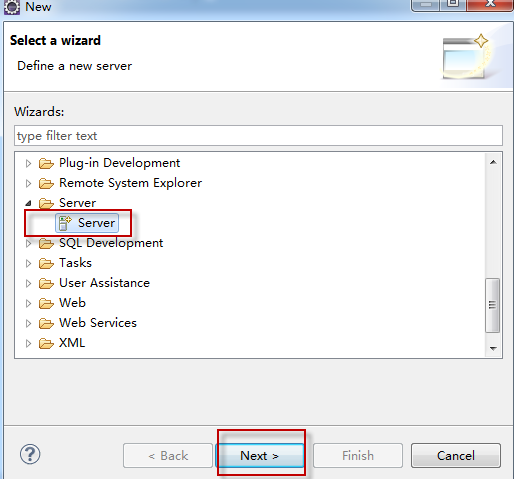 New
Select a wizard
Define a new server
Wizards:
type filter text
Plug-in Development
Remote System Explorer
Server
Server
SQL Development
Tasks
User Assistance
Web
Web Services
XML
?
< Back
Next >
Finish
Cancel